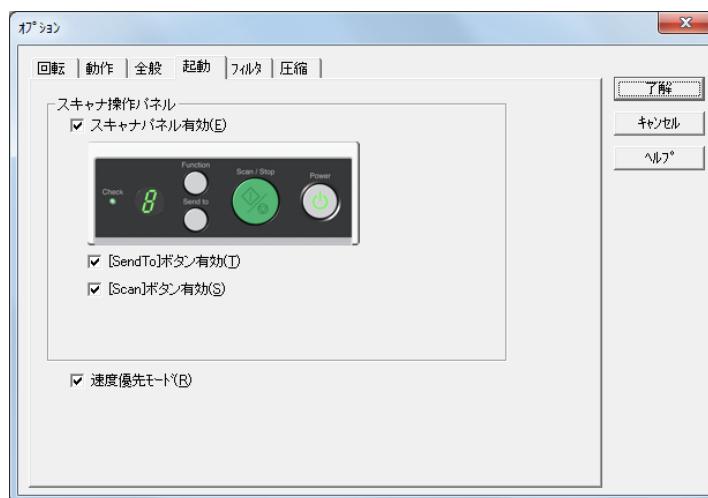 ｵﾌﾟｼｮﾝ
回転
動作
全般
起動
ﾌｨﾙﾀ
圧縮
了解
ｷｬﾝｾﾙ
ﾍﾙﾌﾟ
スキャナ操作パネル
スキャナパネル有効(E)
Check
8
Function
Send to
Scan / Stop
Power
[SendTo]ボタン有効(T)
[Scan]ボタン有効(S)
速度優先ﾓｰﾄﾞ(R)